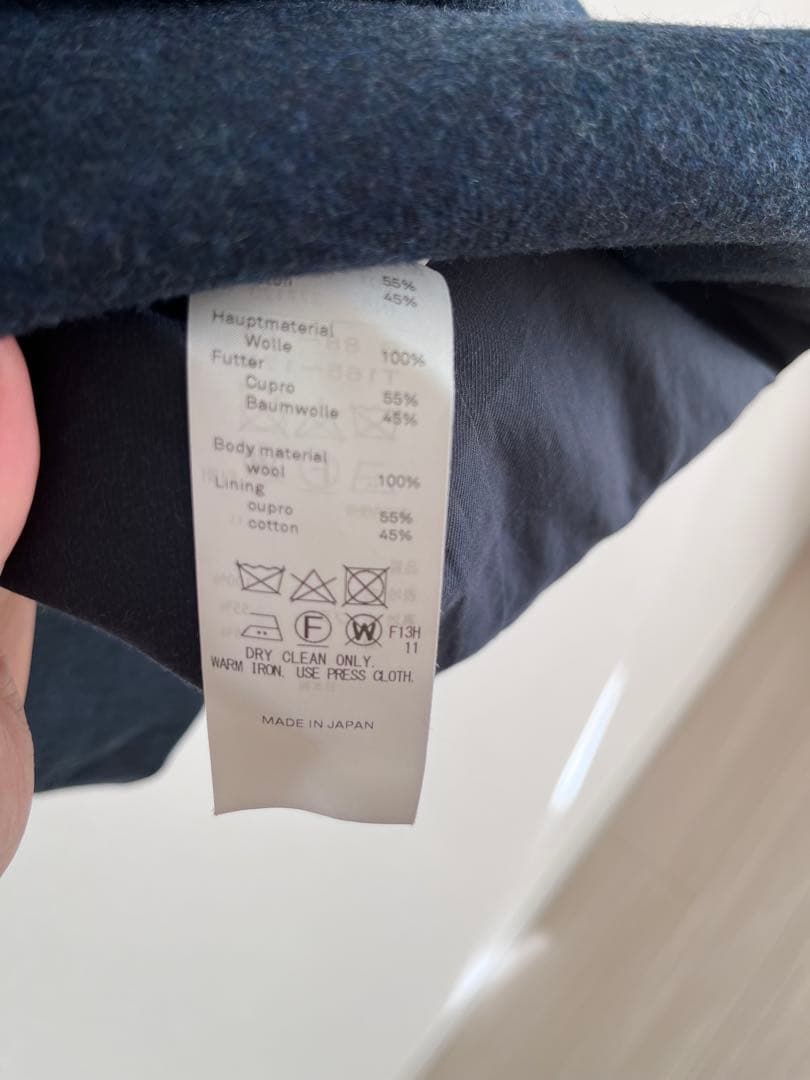 55%
45%
Hauptmaterial
Wolle 100%
Futter
Cupro 55%
Baumwolle 45%
Body material
wool 100%
Lining
cupro 55%
cotton 45%
F W F13H
11
DRY CLEAN ONLY.
WARM IRON. USE PRESS CLOTH.
MADE IN JAPAN